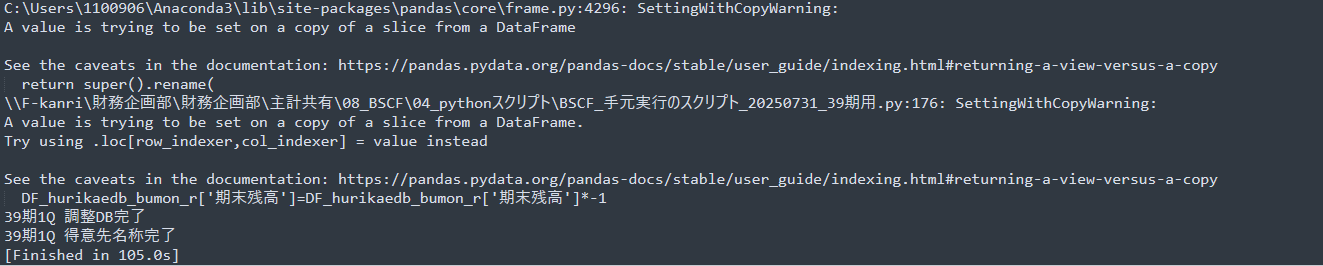 C:\Users\1100906\Anaconda3\lib\site-packages\pandas\core\frame.py:4296: SettingWithCopyWarning:
A value is trying to be set on a copy of a slice from a DataFrame

See the caveats in the documentation: https://pandas.pydata.org/pandas-docs/stable/user_guide/indexing.html#returning-a-view-versus-a-copy
  return super().rename(
\\F-kanri\財務企画部\財務企画部\主計共有\08_BSCF\04_pythonスクリプト\BSCF_手元実行のスクリプト_20250731_39期用.py:176: SettingWithCopyWarning:
A value is trying to be set on a copy of a slice from a DataFrame.
Try using .loc[row_indexer,col_indexer] = value instead

See the caveats in the documentation: https://pandas.pydata.org/pandas-docs/stable/user_guide/indexing.html#returning-a-view-versus-a-copy
  DF_hurikaedb_bumon_r['期末残高']=DF_hurikaedb_bumon_r['期末残高']*-1
39期1Q 調整DB完了
39期1Q 得意先名称完了
[Finished in 105.0s]